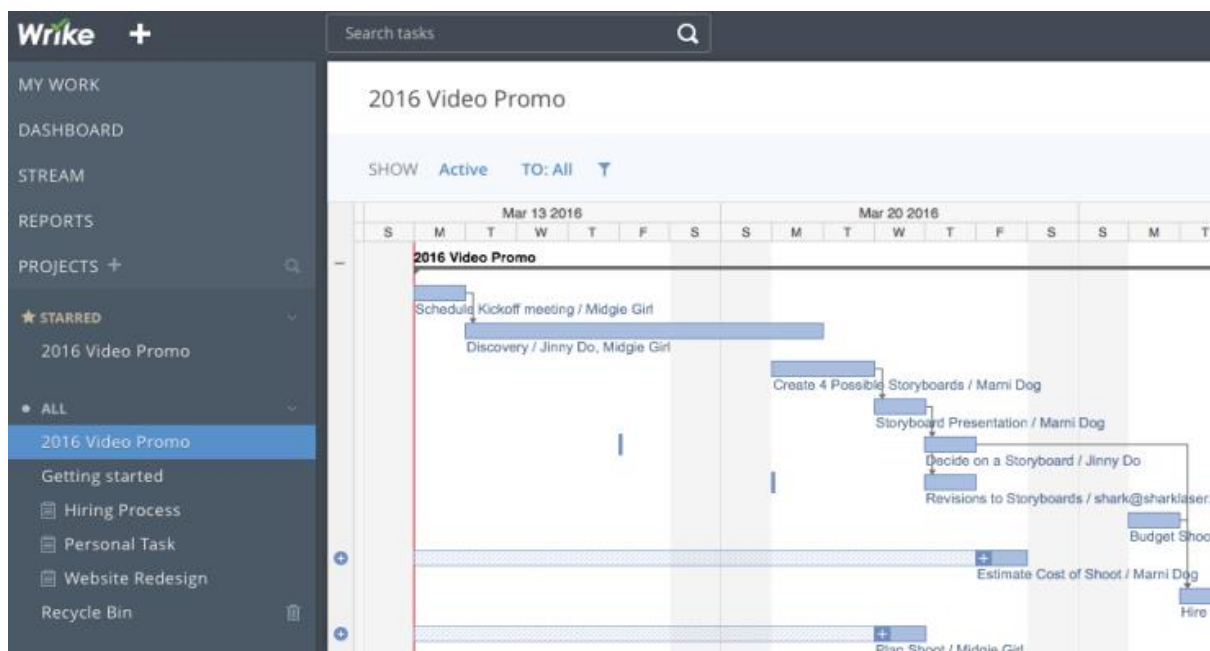 Wrike +
Search tasks
MY WORK
DASHBOARD
STREAM
REPORTS
PROJECTS +
STARRED
2016 Video Promo
ALL
2016 Video Promo
Getting started
Hiring Process
Personal Task
Website Redesign
Recycle Bin
2016 Video Promo
SHOW Active TO: All
Mar 13 2016 Mar 20 2016
S M T W T F S S M T W T F S S M T
2016 Video Promo
Schedule Kickoff meeting / Midgie Girl
Discovery / Jinny Do, Midgie Girl
Create 4 Possible Storyboards / Marni Dog
Storyboard Presentation / Marni Dog
Decide on a Storyboard / Jinny Do
Revisions to Storyboards / shark@sharklaser
Budget Shoo
Estimate Cost of Shoot / Marni Dog
Hire
Plan Shoot / Midgie Girl